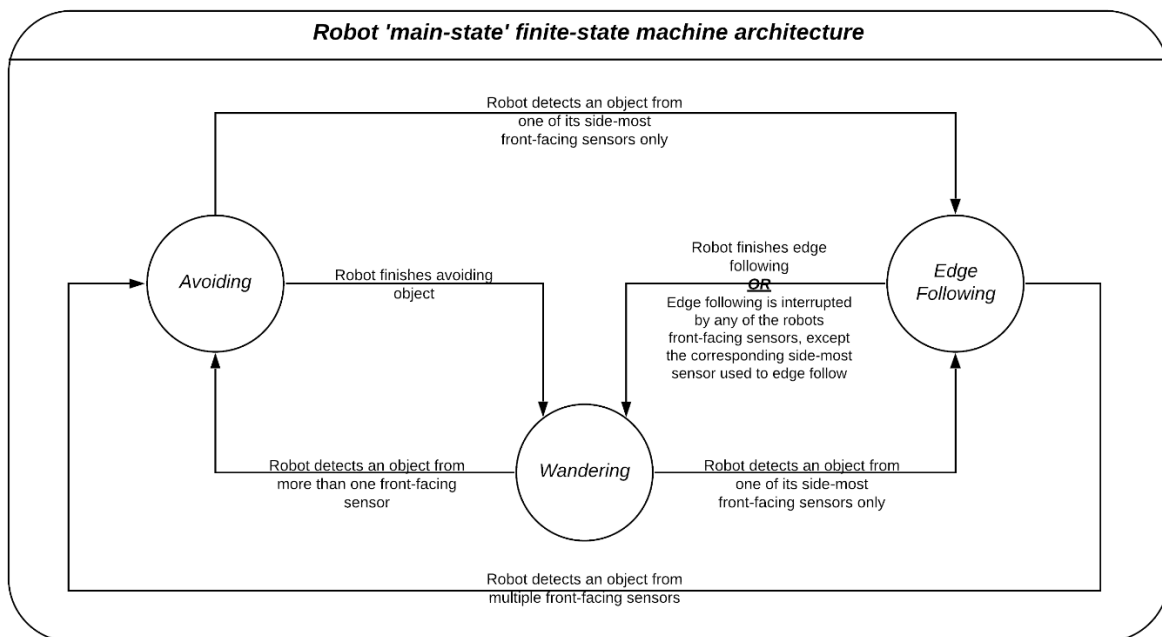 Robot 'main-state' finite-state machine architecture
Robot detects an object from
one of its side-most
front-facing sensors only
Avoiding
Robot finishes avoiding
object
Robot finishes edge
following
OR
Edge following is interrupted
by any of the robots
front-facing sensors, except
the corresponding side-most
sensor used to edge follow
Edge
Following
Robot detects an object from
more than one front-facing
sensor
Wandering
Robot detects an object from
one of its side-most
front-facing sensors only
Robot detects an object from
multiple front-facing sensors